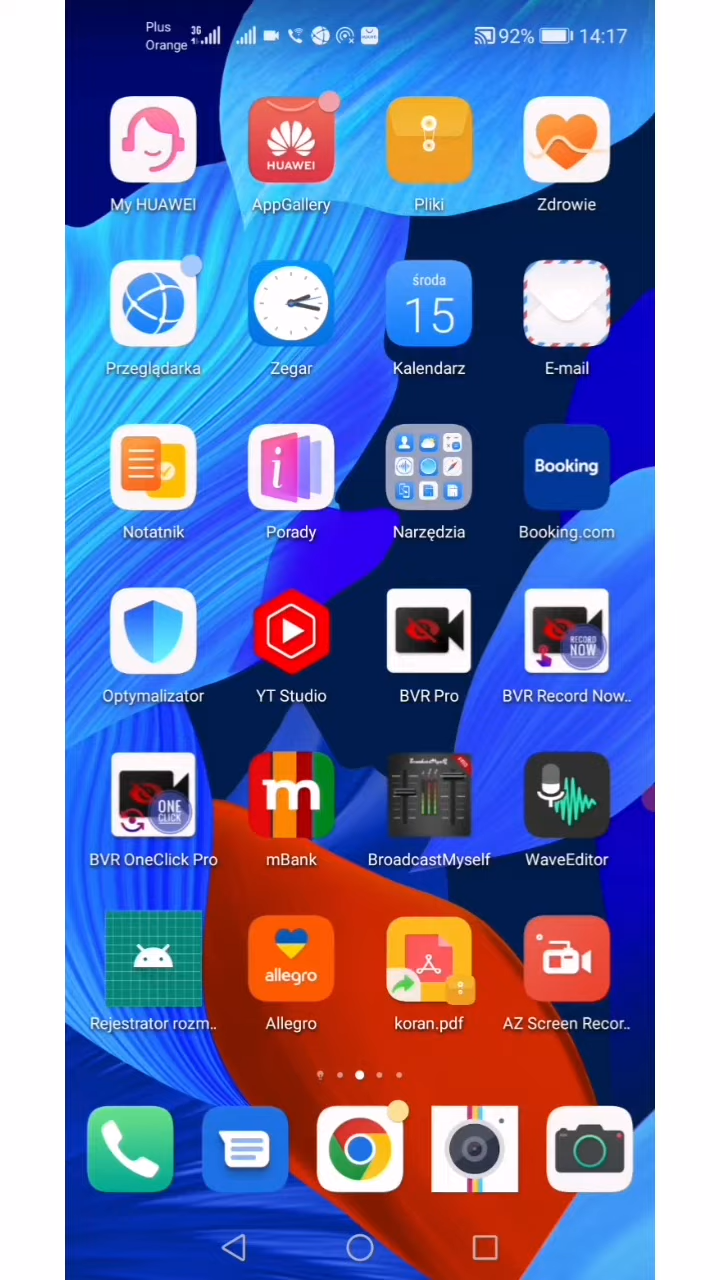 Plus
Orange
3G
92%
14:17
HUAWEI
My HUAWEI
AppGallery
Pliki
Zdrowie
środa
15
Przeglądarka
Zegar
Kalendarz
E-mail
i
Booking
Notatnik
Porady
Narzędzia
Booking.com
RECORD
NOW
Optymalizator
YT Studio
BVR Pro
BVR Record Now..
ONE
CLICK
m
BroadcastMyself
PRO
BVR OneClick Pro
mBank
BroadcastMyself
WaveEditor
allegro
Rejestrator rozm..
Allegro
koran.pdf
AZ Screen Recor..